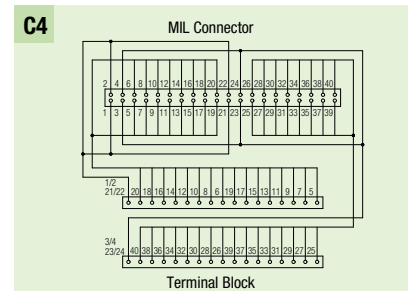 C4
MIL Connector
2 4 6 8 10 12 14 16 18 20 22 24 26 28 30 32 34 36 38 40
1 3 5 7 9 11 13 15 17 19 21 23 25 27 29 31 33 35 37 39
1/2
21/22 20 18 16 14 12 10 8 6 19 17 15 13 11 9 7 5
3/4
23/24 40 38 36 34 32 30 28 26 39 37 35 33 31 29 27 25
Terminal Block